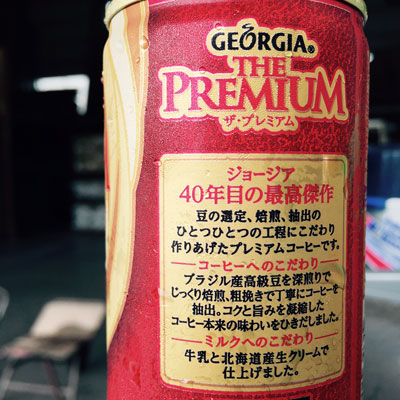 GEORGIA®
THE
PREMIUM
ザ・プレミアム
ジョージア
40年目の最高傑作
豆の選定、焙煎、抽出の
ひとつひとつの工程にこだわり
作りあげたプレミアムコーヒーです。
コーヒーへのこだわり
ブラジル産高級豆を深煎りで
じっくり焙煎、粗挽きで丁寧にコーヒーを
抽出。コクと旨みを凝縮した
コーヒー本来の味わいをひきだしました。
ミルクへのこだわり
牛乳と北海道産生クリームで
仕上げました。